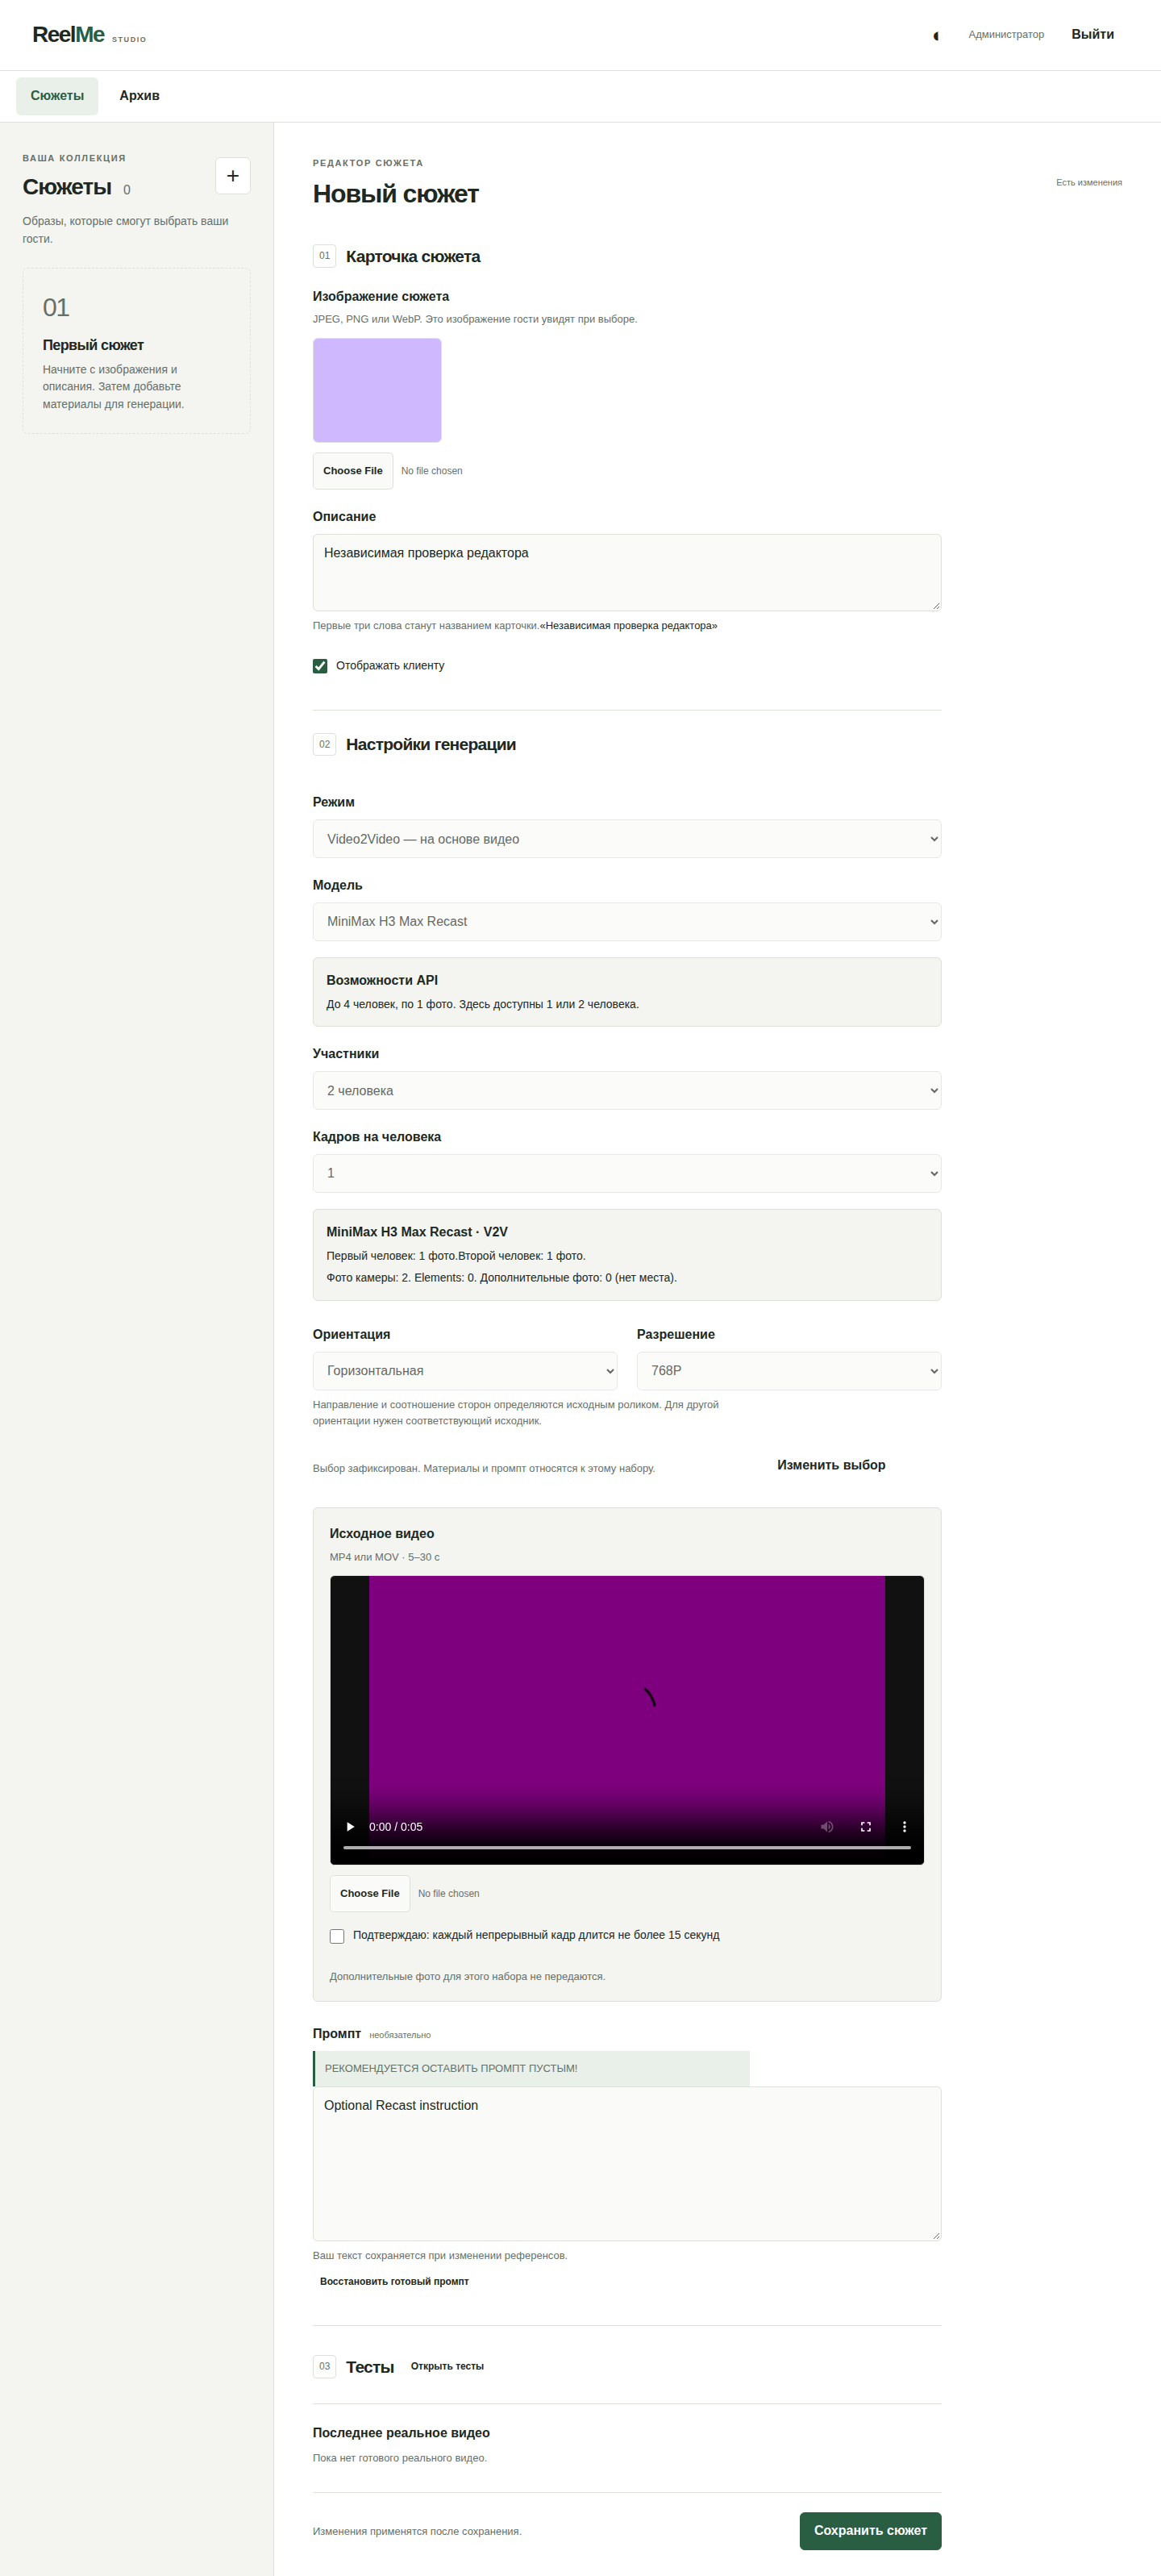 ReelMe STUDIO
Администратор
Выйти
Сюжеты
Архив
ВАША КОЛЛЕКЦИЯ
Сюжеты 0
+
Образы, которые смогут выбрать ваши
гости.
01
Первый сюжет
Начните с изображения и
описания. Затем добавьте
материалы для генерации.
РЕДАКТОР СЮЖЕТА
Новый сюжет
Есть изменения
01 Карточка сюжета
Изображение сюжета
JPEG, PNG или WebP. Это изображение гости увидят при выборе.
Choose File No file chosen
Описание
Независимая проверка редактора
Первые три слова станут названием карточки.«Независимая проверка редактора»
Отображать клиенту
02 Настройки генерации
Режим
Video2Video — на основе видео
Модель
MiniMax H3 Max Recast
Возможности API
До 4 человек, по 1 фото. Здесь доступны 1 или 2 человека.
Участники
2 человека
Кадров на человека
1
MiniMax H3 Max Recast · V2V
Первый человек: 1 фото.Второй человек: 1 фото.
Фото камеры: 2. Elements: 0. Дополнительные фото: 0 (нет места).
Ориентация
Горизонтальная
Разрешение
768P
Направление и соотношение сторон определяются исходным роликом. Для другой
ориентации нужен соответствующий исходник.
Выбор зафиксирован. Материалы и промпт относятся к этому набору.
Изменить выбор
Исходное видео
MP4 или MOV · 5–30 с
0:00 / 0:05
Choose File No file chosen
Подтверждаю: каждый непрерывный кадр длится не более 15 секунд
Дополнительные фото для этого набора не передаются.
Промпт необязательно
РЕКОМЕНДУЕТСЯ ОСТАВИТЬ ПРОМПТ ПУСТЫМ!
Optional Recast instruction
Ваш текст сохраняется при изменении референсов.
Восстановить готовый промпт
03 Тесты Открыть тесты
Последнее реальное видео
Пока нет готового реального видео.
Изменения применятся после сохранения.
Сохранить сюжет